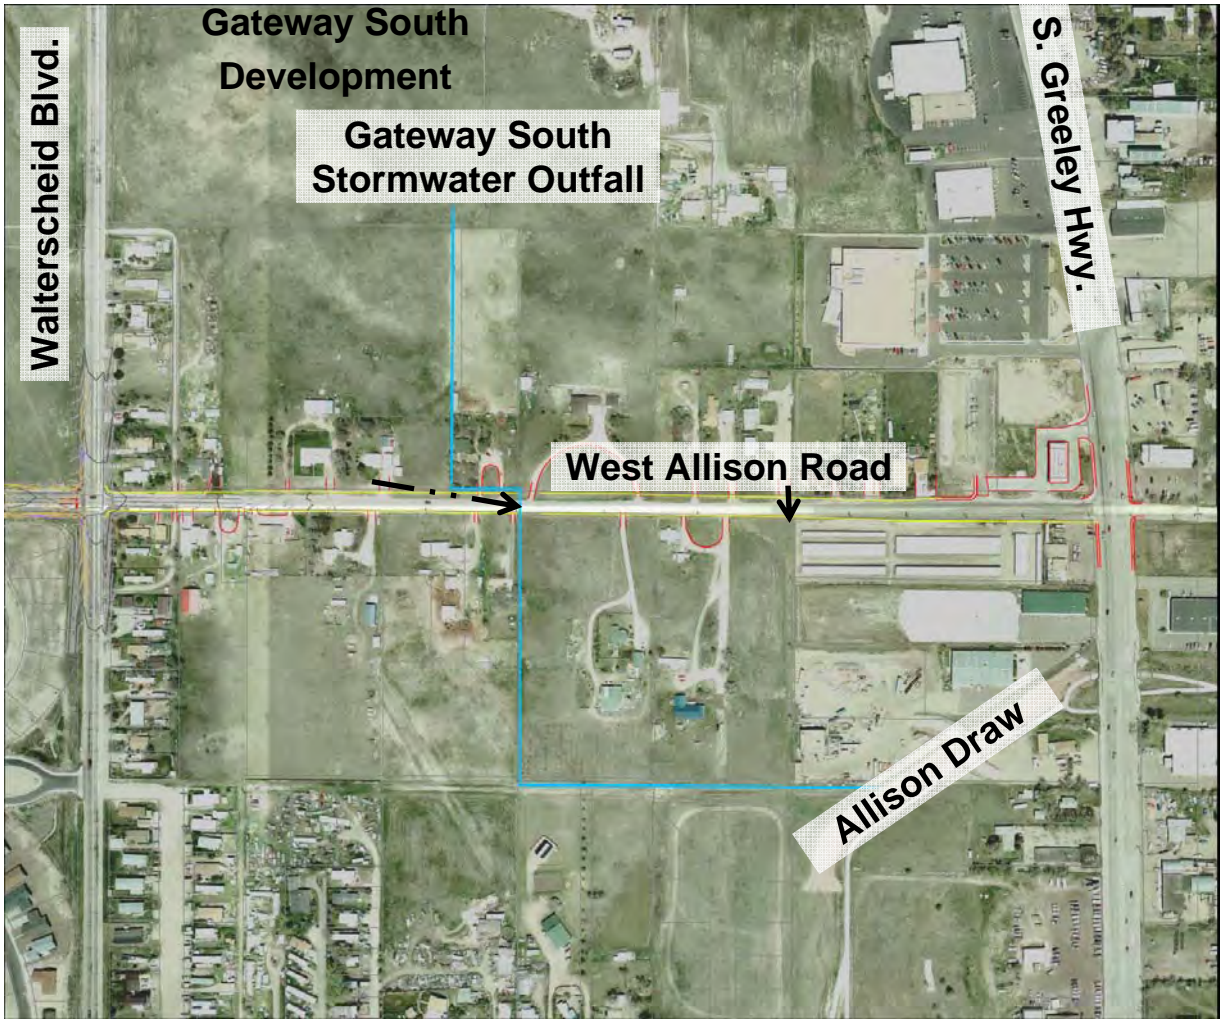 Gateway South
Development
Gateway South
Stormwater Outfall
Walterscheid Blvd.
S. Greeley Hwy.
West Allison Road
Allison Draw